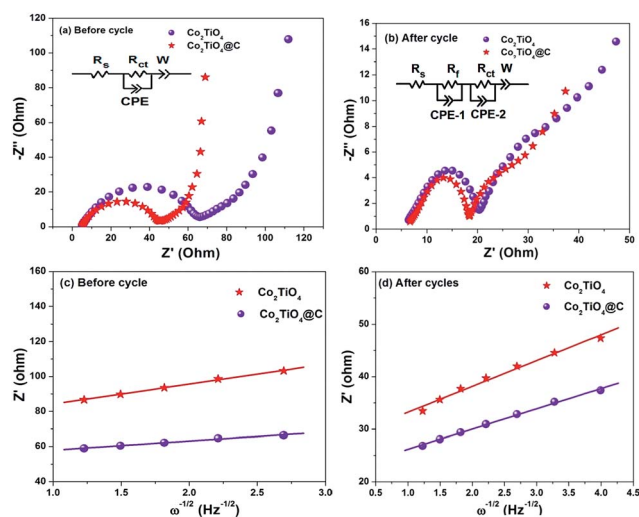 (a) Before cycle
Co₂TiO₄
Co₂TiO₄@C
Rₛ
R_ct
W
CPE
-Z'' (Ohm)
100
80
60
40
20
0
0 20 40 60 80 100 120
Z' (Ohm)
(b) After cycle
Co₂TiO₄
Co₂TiO₄@C
Rₛ
R_f
R_ct
W
CPE-1
CPE-2
-Z'' (Ohm)
-16
-14
-12
-10
-8
-6
-4
-2
0
0 10 20 30 40 50
Z' (Ohm)
(c) Before cycle
Co₂TiO₄
Co₂TiO₄@C
Z' (ohm)
160
140
120
100
80
60
40
1.0 1.5 2.0 2.5 3.0
ω⁻¹/² (Hz⁻¹/²)
(d) After cycles
Co₂TiO₄
Co₂TiO₄@C
Z' (ohm)
60
50
40
30
20
0.5 1.0 1.5 2.0 2.5 3.0 3.5 4.0 4.5
ω⁻¹/² (Hz⁻¹/²)